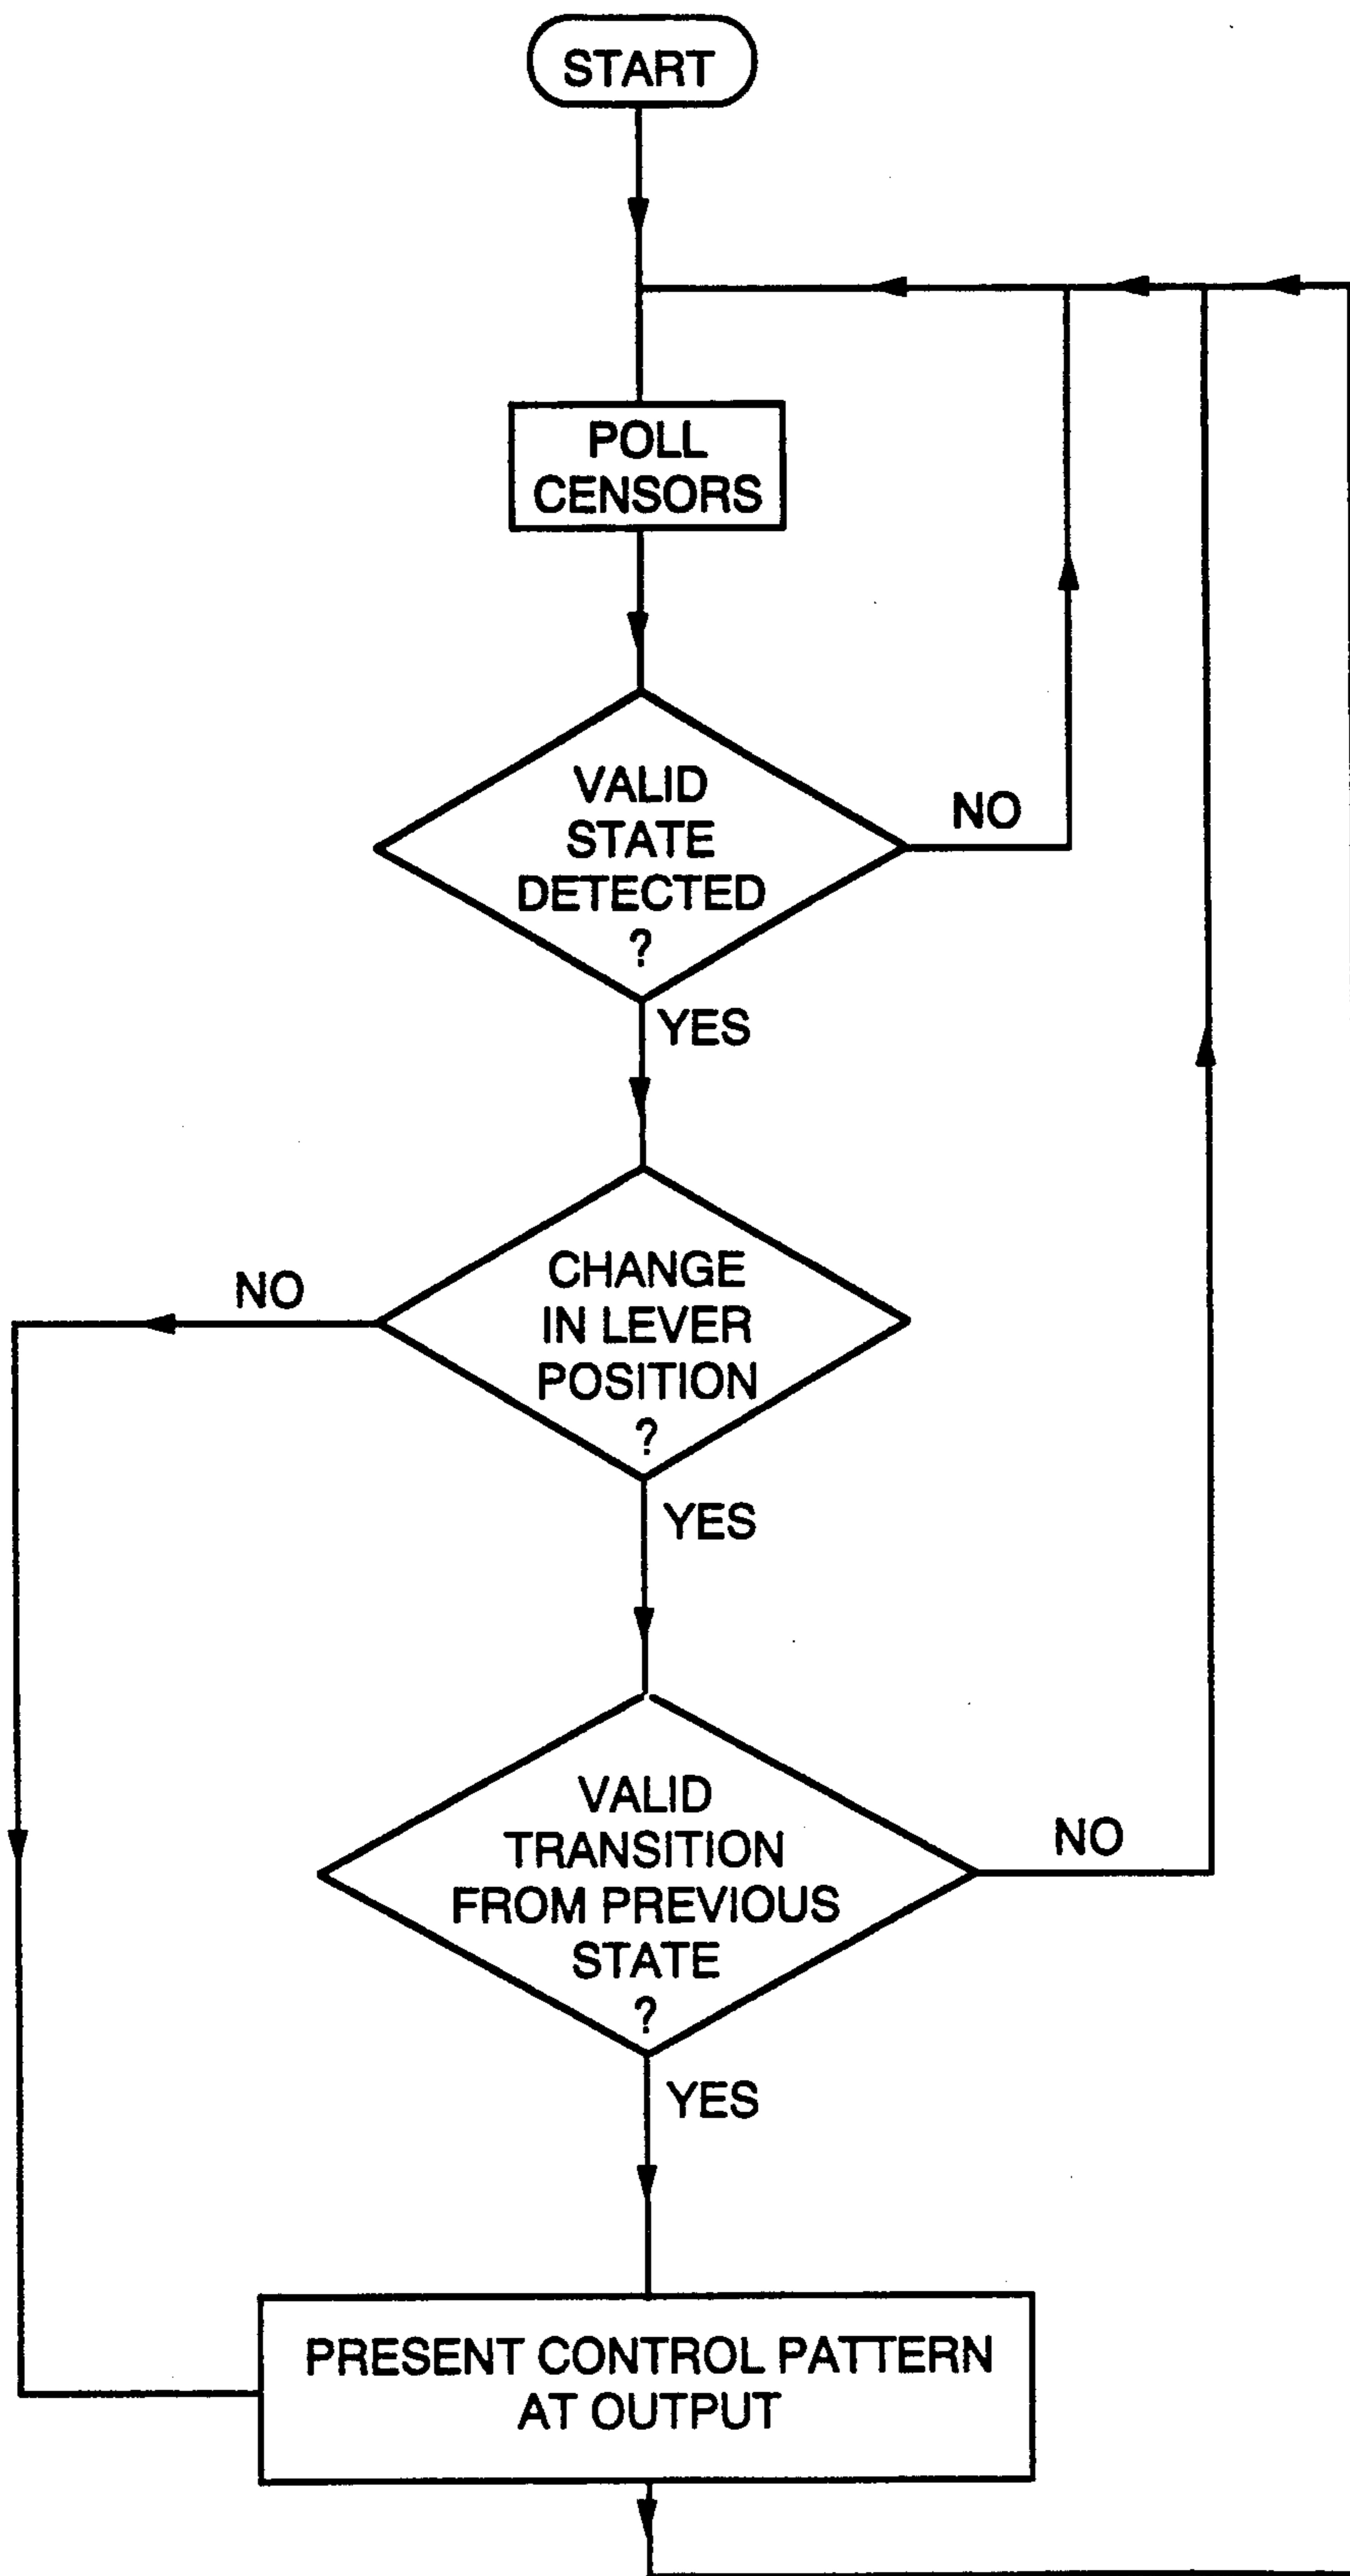 START
POLL
CENSORS
VALID
STATE
DETECTED
?
NO
YES
CHANGE
IN LEVER
POSITION
?
NO
YES
VALID
TRANSITION
FROM PREVIOUS
STATE
?
NO
YES
PRESENT CONTROL PATTERN
AT OUTPUT